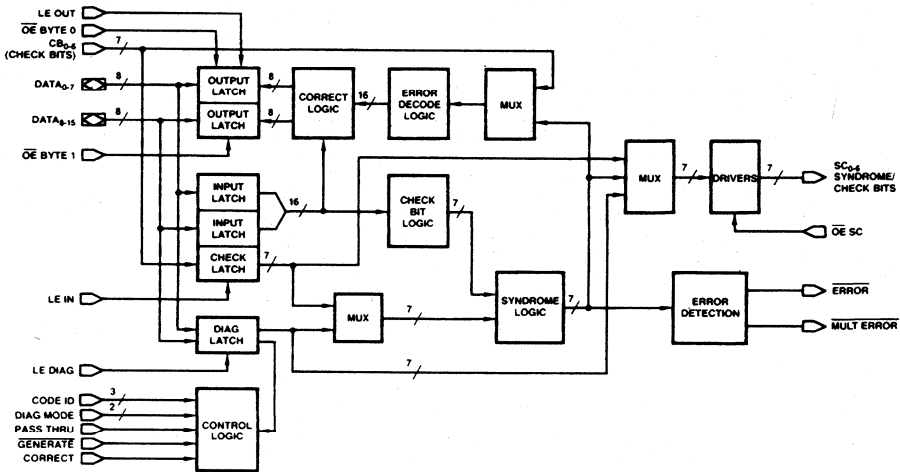 LE OUT
OE BYTE 0
CB0-6
(CHECK BITS)
7
DATA0-7
8
DATA8-15
8
OE BYTE 1
OUTPUT
LATCH
OUTPUT
LATCH
8
8
CORRECT
LOGIC
16
ERROR
DECODE
LOGIC
MUX
INPUT
LATCH
INPUT
LATCH
CHECK
LATCH
16
7
CHECK
BIT
LOGIC
7
MUX
7
DRIVERS
7
SC0-6
SYNDROME/
CHECK BITS
OE SC
LE IN
MUX
7
SYNDROME
LOGIC
7
ERROR
DETECTION
ERROR
MULT ERROR
DIAG
LATCH
7
LE DIAG
CODE ID
3
DIAG MODE
2
PASS THRU
GENERATE
CORRECT
CONTROL
LOGIC